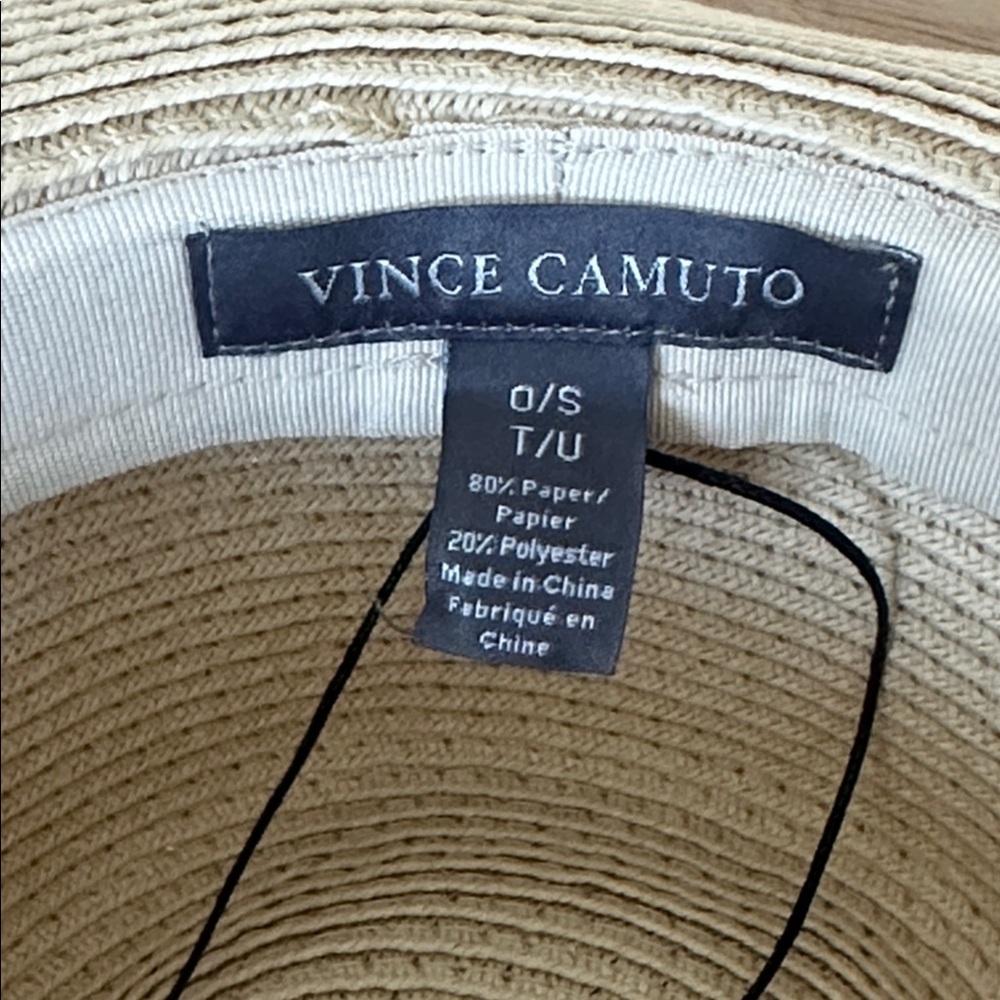 VINCE CAMUTO
O/S
T/U
80% Paper/
Papier
20% Polyester
Made in China
Fabriqué en
Chine